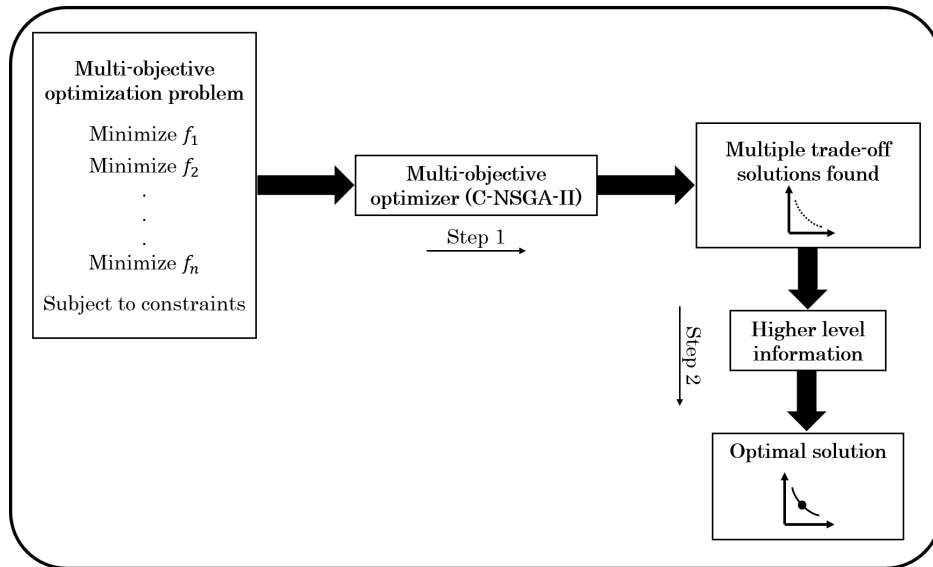 Multi-objective
optimization problem
Minimize f₁
Minimize f₂
.
.
.
Minimize fₙ
Subject to constraints
Multi-objective
optimizer (C-NSGA-II)
Step 1
Multiple trade-off
solutions found
Step 2
Higher level
information
Optimal solution